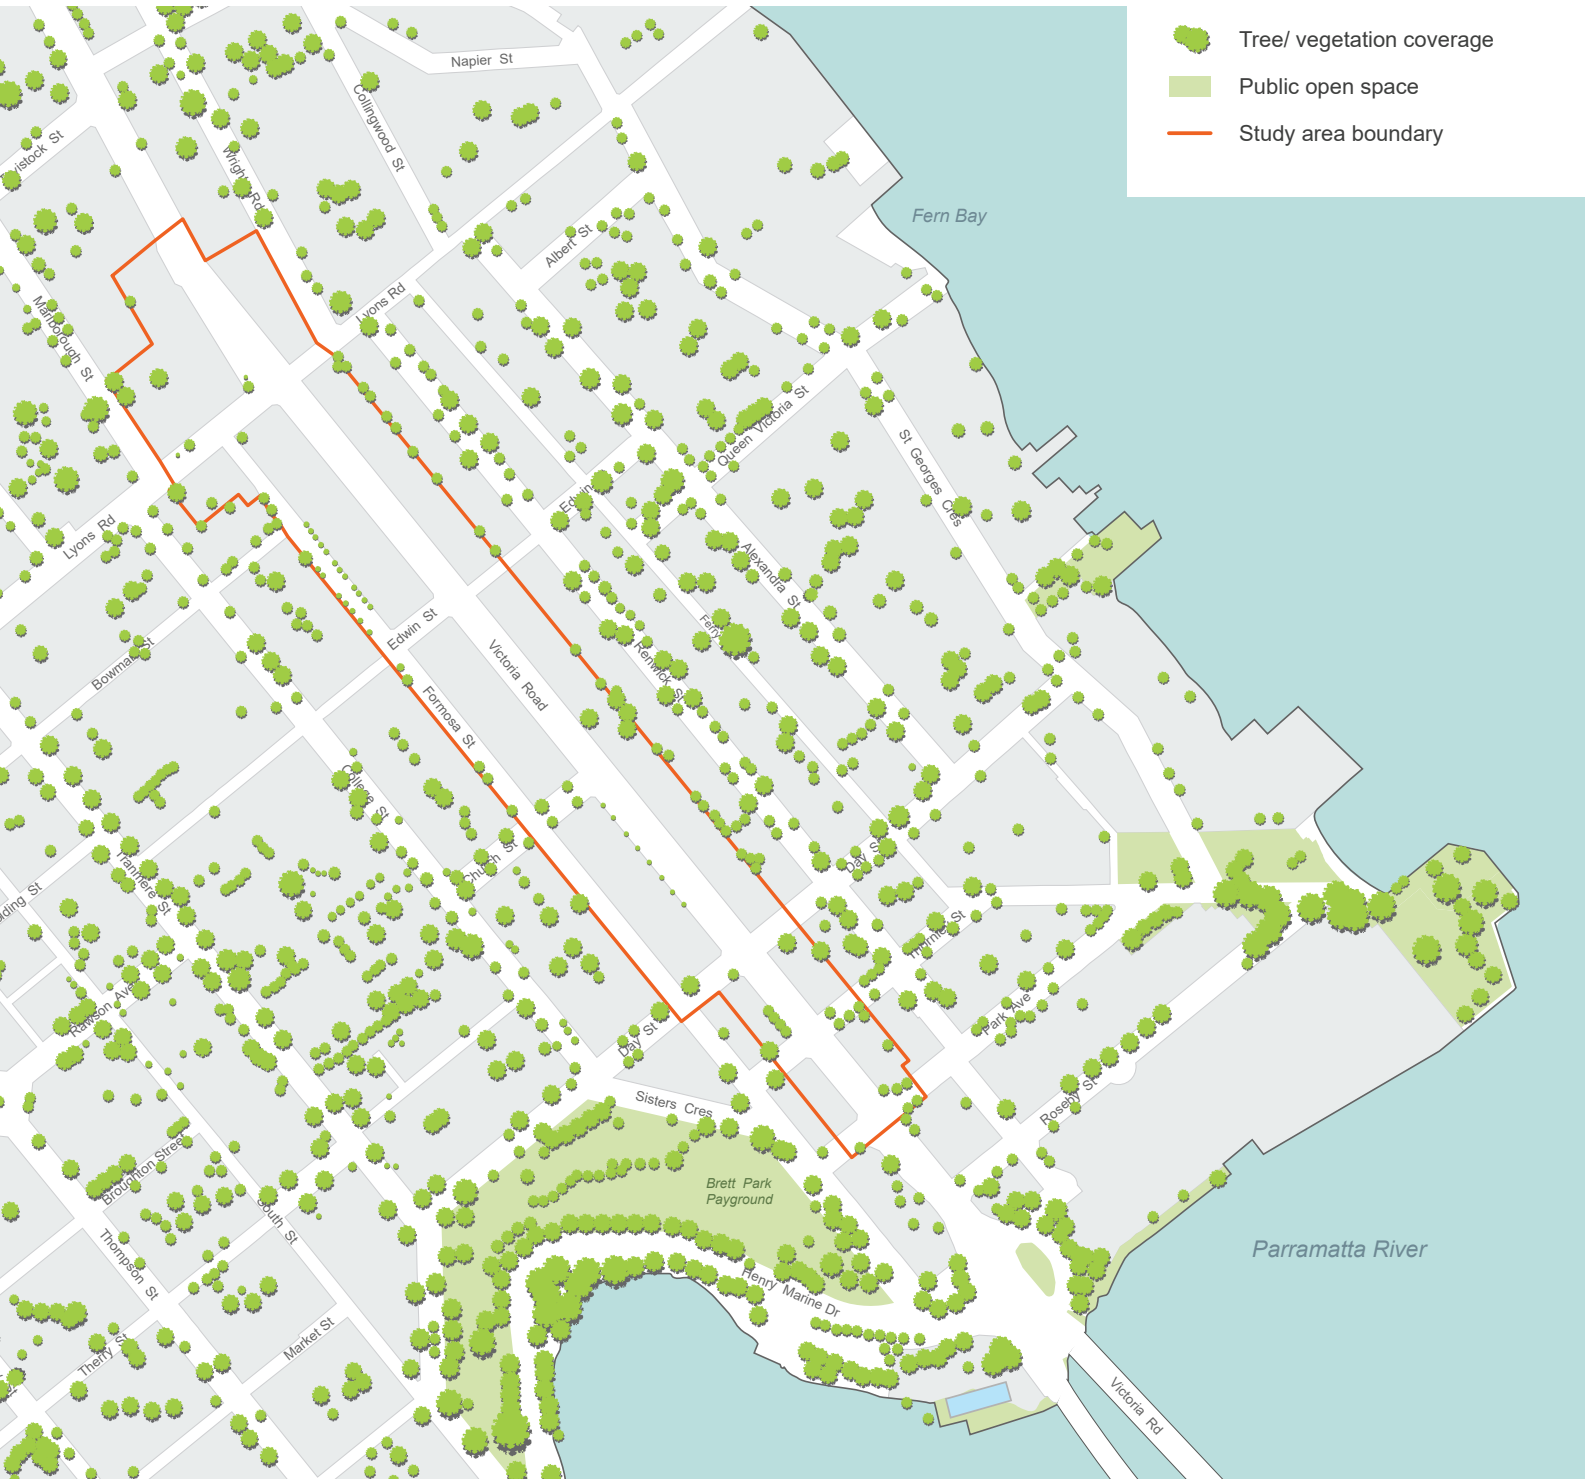 Tree/ vegetation coverage
Public open space
Study area boundary
Napier St
Collingwood St
Wright Rd
Fern Bay
Albert St
Lyons Rd
Marlborough St
Queen Victoria St
St Georges Cres
Edwin
Lyons Rd
Alexandra St
Ferry
Edwin St
Bowman St
Renwick St
Victoria Road
Formosa St
College St
Day St
Church St
Tranmere St
Thornley St
Rawson Ave
Park Ave
Day St
Sisters Cres
Roseby St
Brett Park
Payground
Broughton Street
South St
Thompson St
Parramatta River
Henry Marine Dr
Market St
Therry St
Victoria Rd